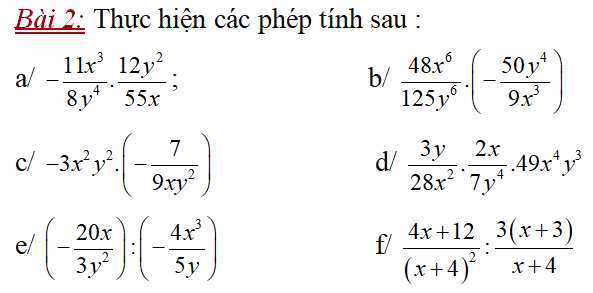 Bài 2: Thực hiện các phép tính sau :
a/ $-\frac{11x^3}{8y^4}.\frac{12y^2}{55x}$ ; b/ $\frac{48x^6}{125y^6}.\left(-\frac{50y^4}{9x^3}\right)$
c/ $-3x^2y^2.\left(-\frac{7}{9xy^2}\right)$ d/ $\frac{3y}{28x^2}.\frac{2x}{7y^4}.49x^4y^3$
e/ $\left(-\frac{20x}{3y^2}\right):\left(-\frac{4x^3}{5y}\right)$ f/ $\frac{4x+12}{(x+4)^2}:\frac{3(x+3)}{x+4}$